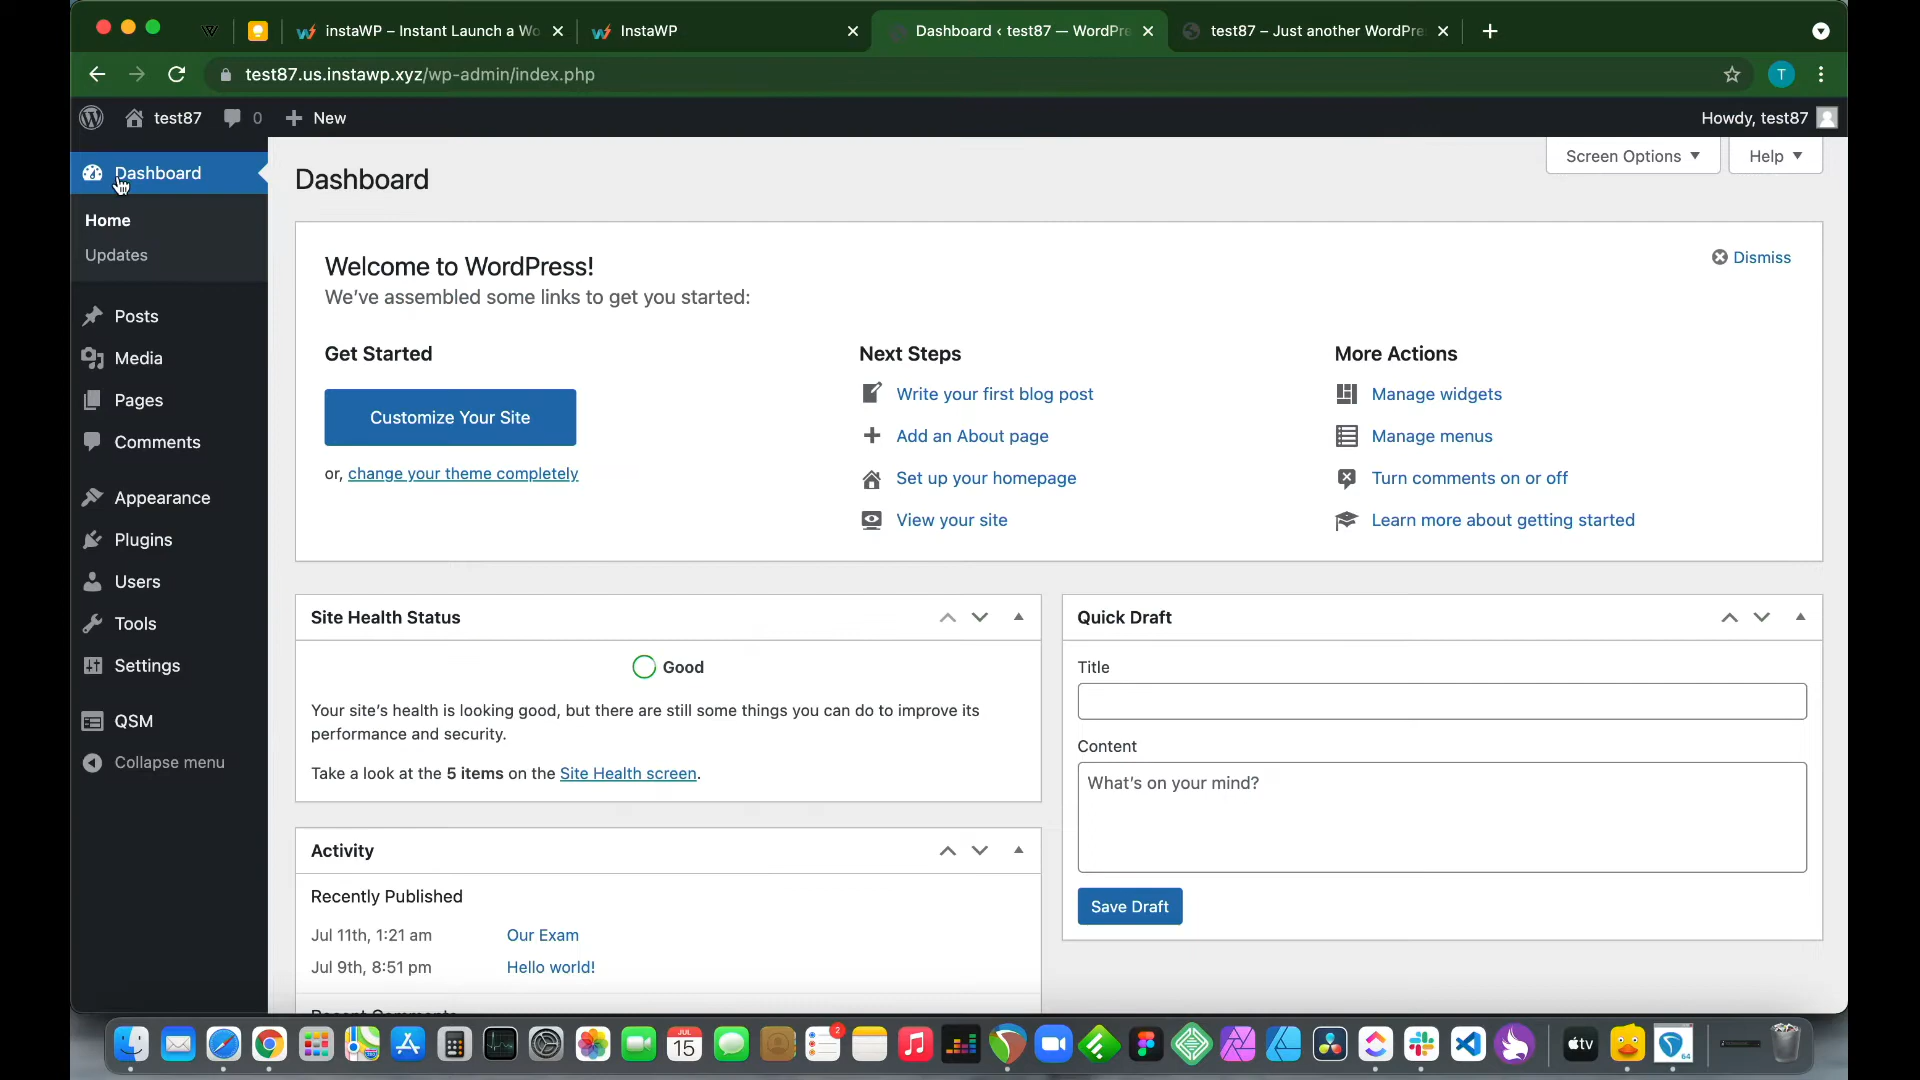 instaWP – Instant Launch a Wo
InstaWP
Dashboard ‹ test87 — WordPre
test87 – Just another WordPre
test87.us.instawp.xyz/wp-admin/index.php
T
test87
0
New
Howdy, test87
Dashboard
Home
Updates
Posts
Media
Pages
Comments
Appearance
Plugins
Users
Tools
Settings
QSM
Collapse menu
Dashboard
Screen Options
Help
Welcome to WordPress!
We've assembled some links to get you started:
Dismiss
Get Started
Customize Your Site
or, change your theme completely
Next Steps
Write your first blog post
Add an About page
Set up your homepage
View your site
More Actions
Manage widgets
Manage menus
Turn comments on or off
Learn more about getting started
Site Health Status
Good
Your site's health is looking good, but there are still some things you can do to improve its
performance and security.
Take a look at the 5 items on the Site Health screen.
Activity
Recently Published
Jul 11th, 1:21 am Our Exam
Jul 9th, 8:51 pm Hello world!
Recent Comments
Quick Draft
Title
Content
What's on your mind?
Save Draft
JUL
15
2
tv
64